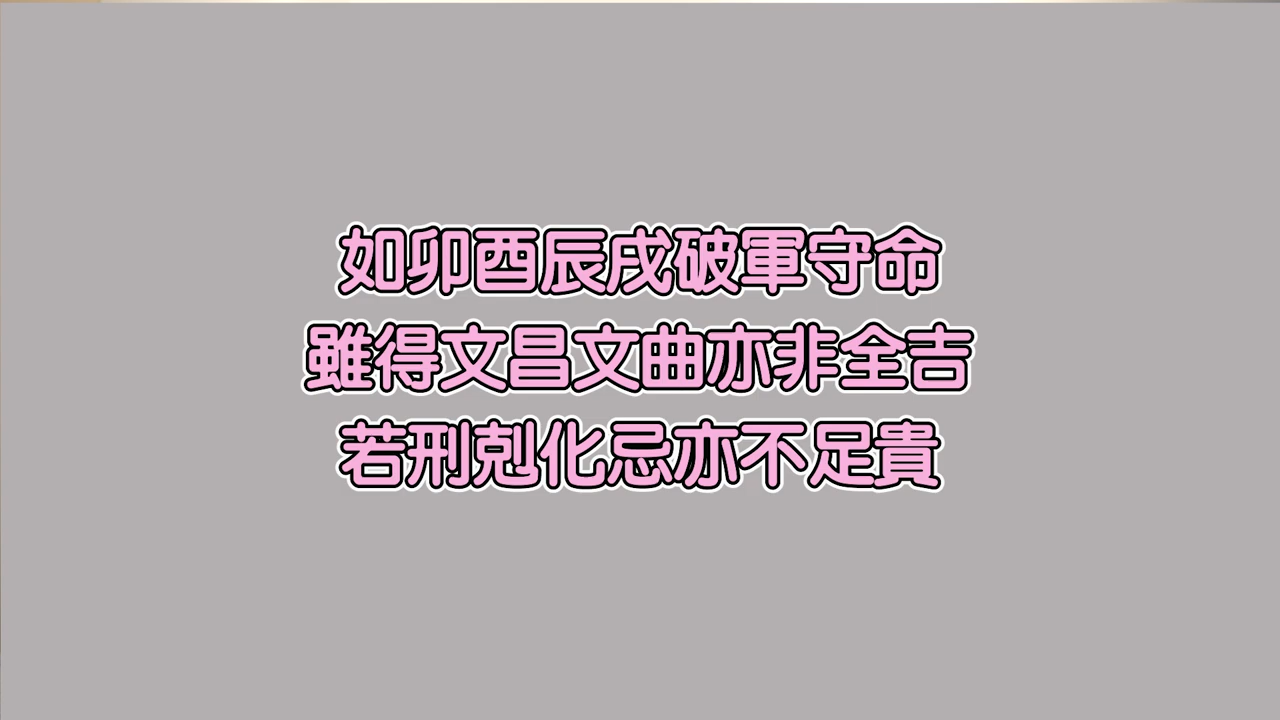 如卯酉辰戌破軍守命
雖得文昌文曲亦非全吉
若刑剋化忌亦不足貴